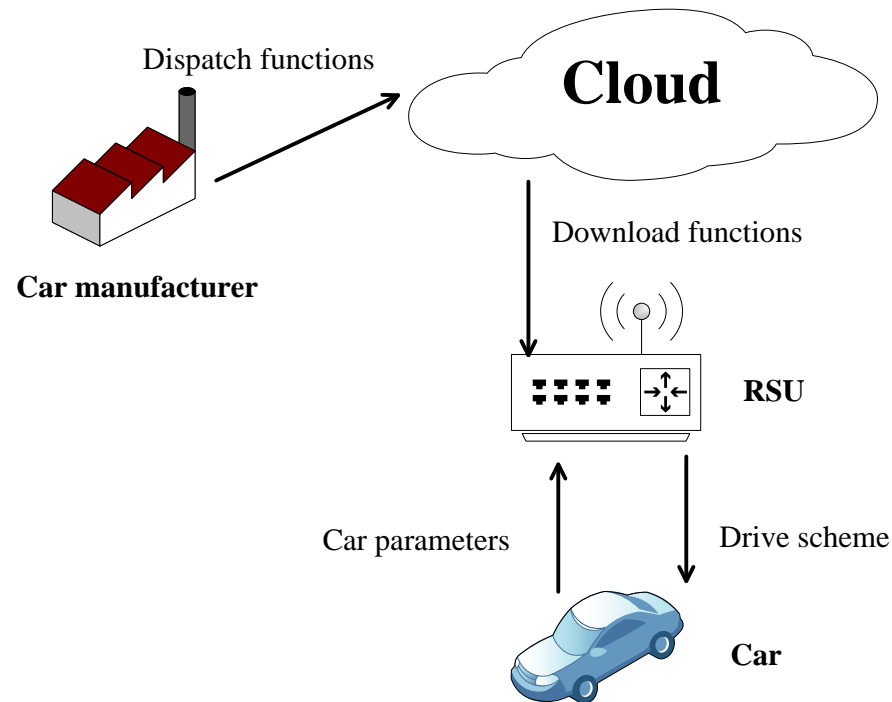 Dispatch functions
Cloud
Download functions
Car manufacturer
RSU
Car parameters
Drive scheme
Car